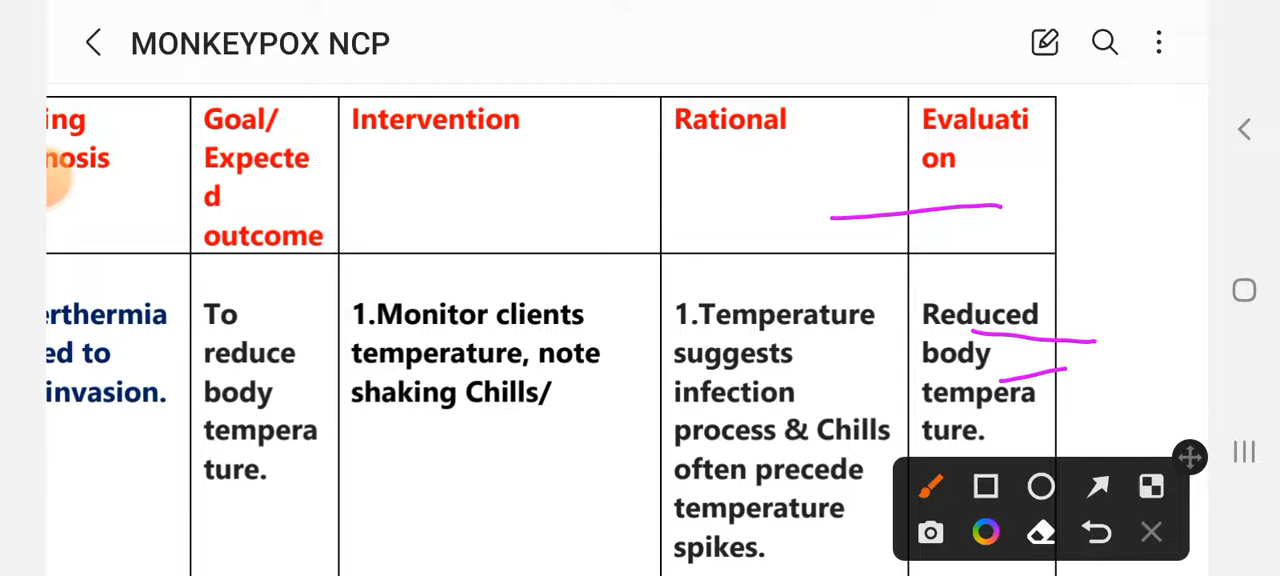 MONKEYPOX NCP
ing
nosis
Goal/
Expecte
d
outcome
Intervention
Rational
Evaluati
on
erthermia
ed to
invasion.
To
reduce
body
tempera
ture.
1.Monitor clients
temperature, note
shaking Chills/
1.Temperature
suggests
infection
process & Chills
often precede
temperature
spikes.
Reduced
body
tempera
ture.